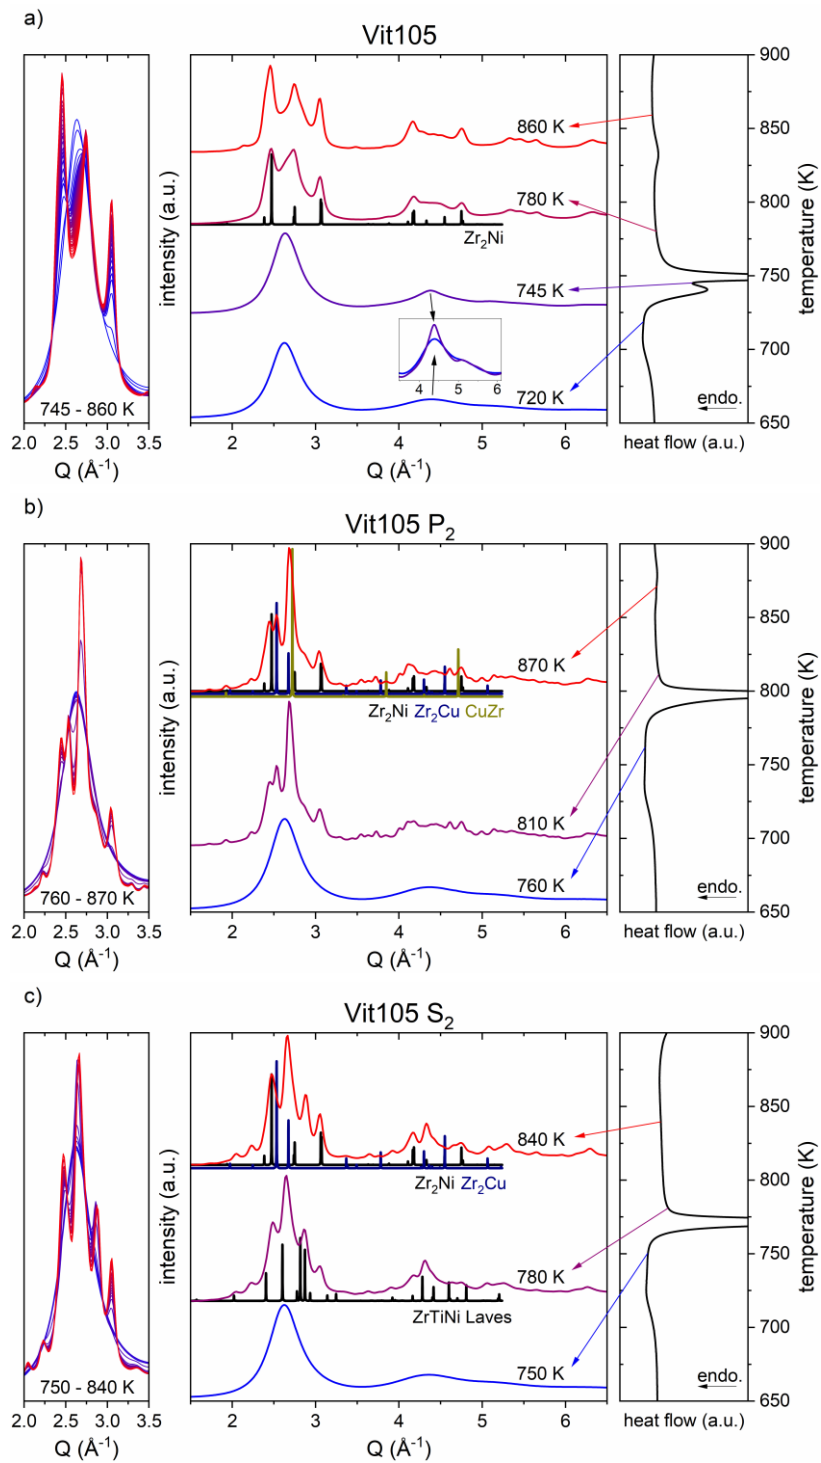 a)
Vit105
745 - 860 K
2.0 2.5 3.0 3.5
Q (Å⁻¹)
intensity (a.u.)
860 K
780 K
Zr₂Ni
745 K
4 5 6
720 K
2 3 4 5 6
Q (Å⁻¹)
900
850
800
750
700
650
temperature (K)
endo.
heat flow (a.u.)
b)
Vit105 P₂
760 - 870 K
2.0 2.5 3.0 3.5
Q (Å⁻¹)
intensity (a.u.)
870 K
Zr₂Ni Zr₂Cu CuZr
810 K
760 K
2 3 4 5 6
Q (Å⁻¹)
900
850
800
750
700
650
temperature (K)
endo.
heat flow (a.u.)
c)
Vit105 S₂
750 - 840 K
2.0 2.5 3.0 3.5
Q (Å⁻¹)
intensity (a.u.)
840 K
Zr₂Ni Zr₂Cu
780 K
ZrTiNi Laves
750 K
2 3 4 5 6
Q (Å⁻¹)
900
850
800
750
700
650
temperature (K)
endo.
heat flow (a.u.)